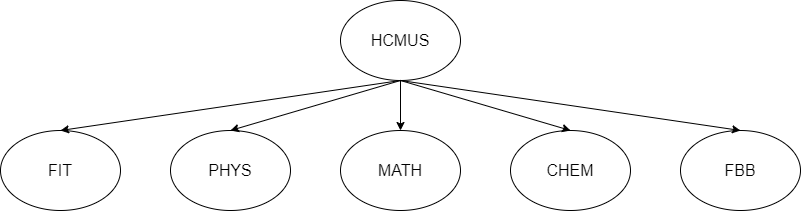 HCMUS
FIT
PHYS
MATH
CHEM
FBB